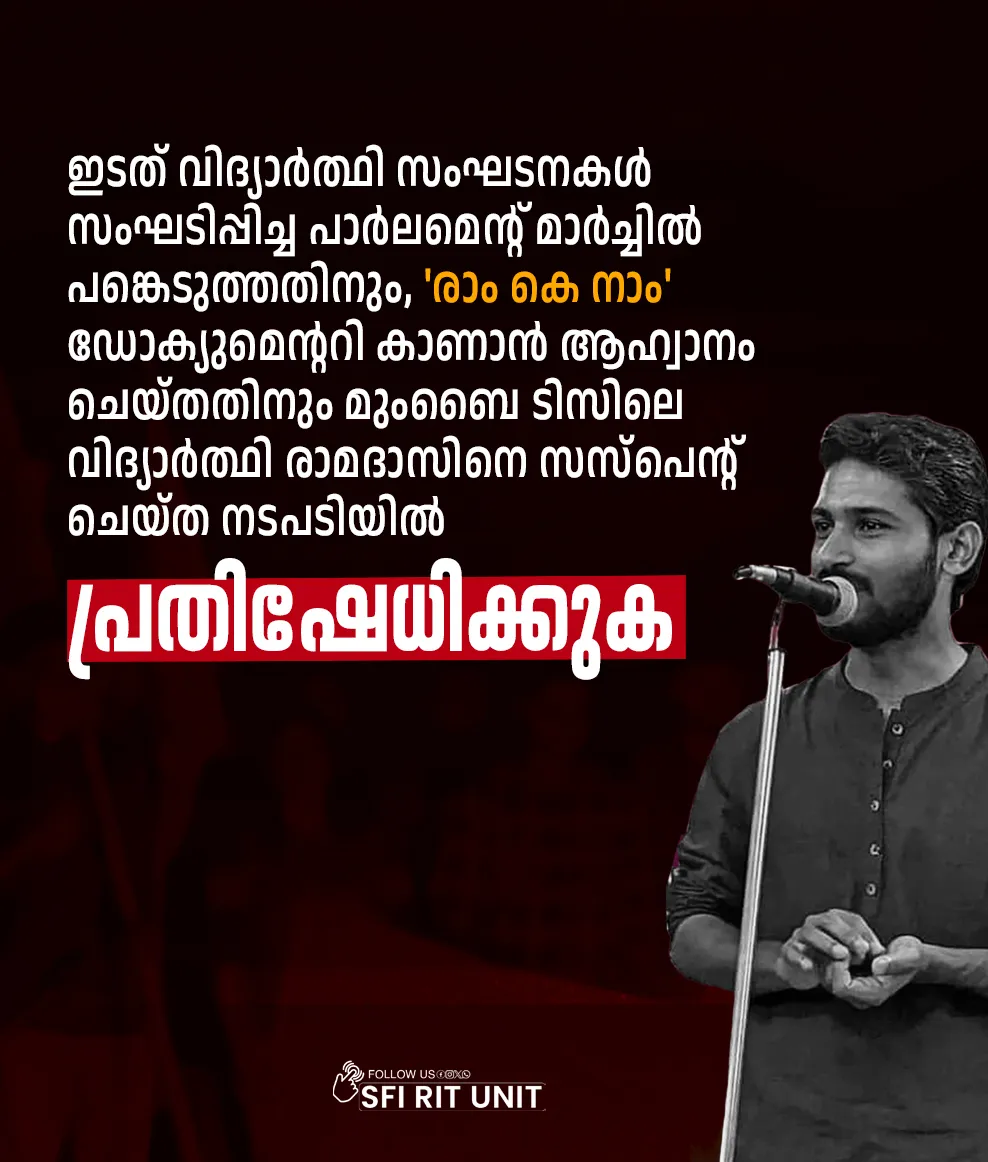 ഇടത് വിദ്യാർത്ഥി സംഘടനകൾ
സംഘടിപ്പിച്ച പാർലമെന്റ് മാർച്ചിൽ
പങ്കെടുത്തതിനും, 'രാം കെ നാം'
ഡോക്യുമെന്ററി കാണാൻ ആഹ്വാനം
ചെയ്തതിനും മുംബൈ ടിസിലെ
വിദ്യാർത്ഥി രാമദാസിനെ സസ്പെന്റ്
ചെയ്ത നടപടിയിൽ
പ്രതിഷേധിക്കുക
FOLLOW US
SFI RIT UNIT